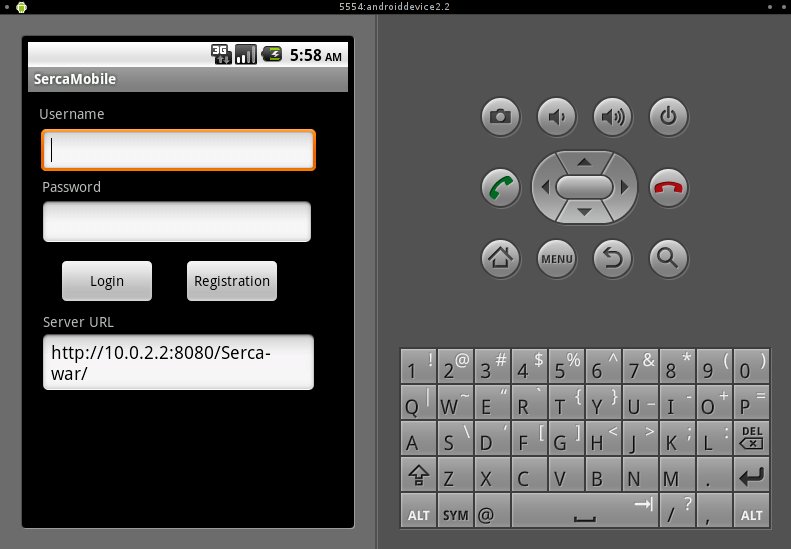 5554:androiddevice2.2
3G 5:58 AM
SercaMobile
Username
Password
Login Registration
Server URL
http://10.0.2.2:8080/Serca-
war/
MENU
1 ! 2 @ 3 # 4 $ 5 % 6 ^ 7 & 8 * 9 ( 0 )
Q | W ~ E " R ` T { Y } U _ I - O + P =
A S \ D ' F [ G ] H < J > K ; L : DEL
Z X C V B N M .
ALT SYM @ / ? , ALT